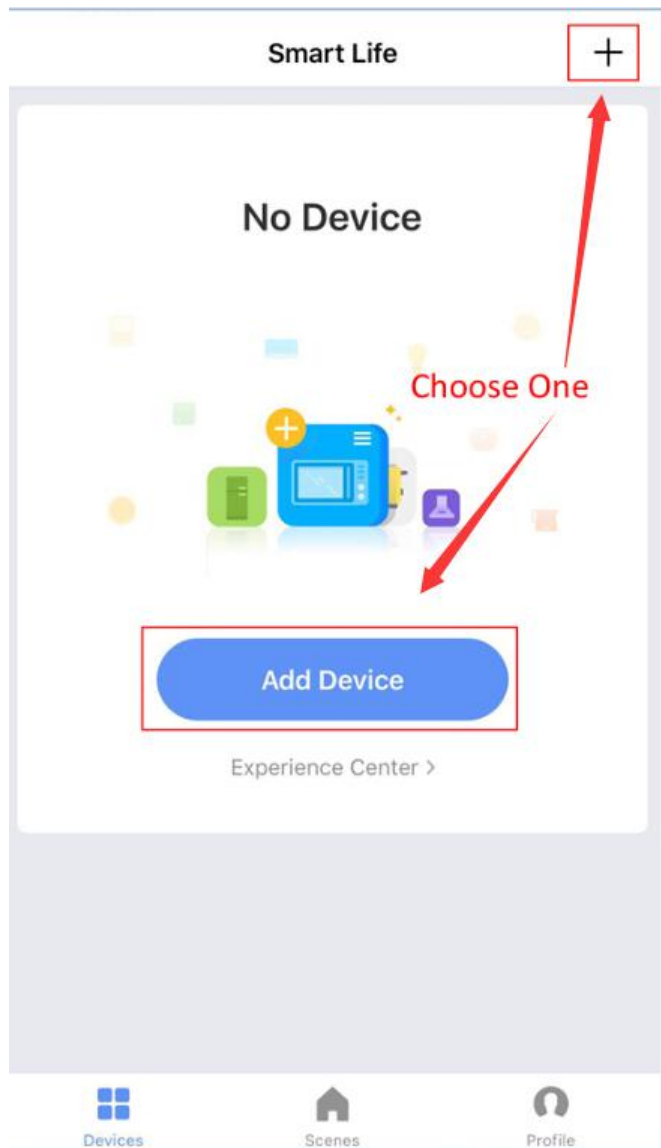 Smart Life
No Device
Choose One
Add Device
Experience Center >
Devices Scenes Profile